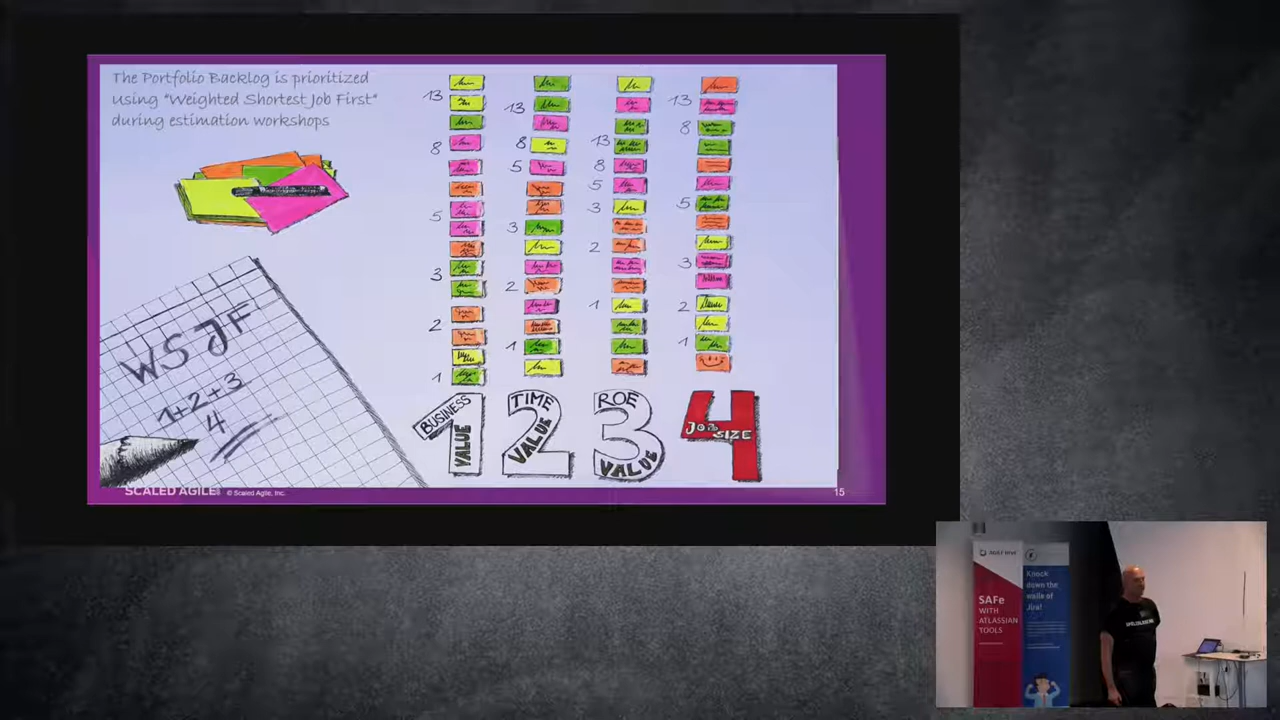 The Portfolio Backlog is prioritized
using "Weighted Shortest Job First"
during estimation workshops
WSJF
1+2+3
4
13
8
5
3
2
1
BUSINESS
VALUE
1
13
8
5
3
2
1
TIME
VALUE
2
13
8
5
3
2
1
ROE
VALUE
3
13
8
5
3
2
1
JOB
SIZE
4
SCALED AGILE
© Scaled Agile, Inc.
15
SAFe
WITH
ATLASSIAN
TOOLS
Knock
down the
walls of
Jira!